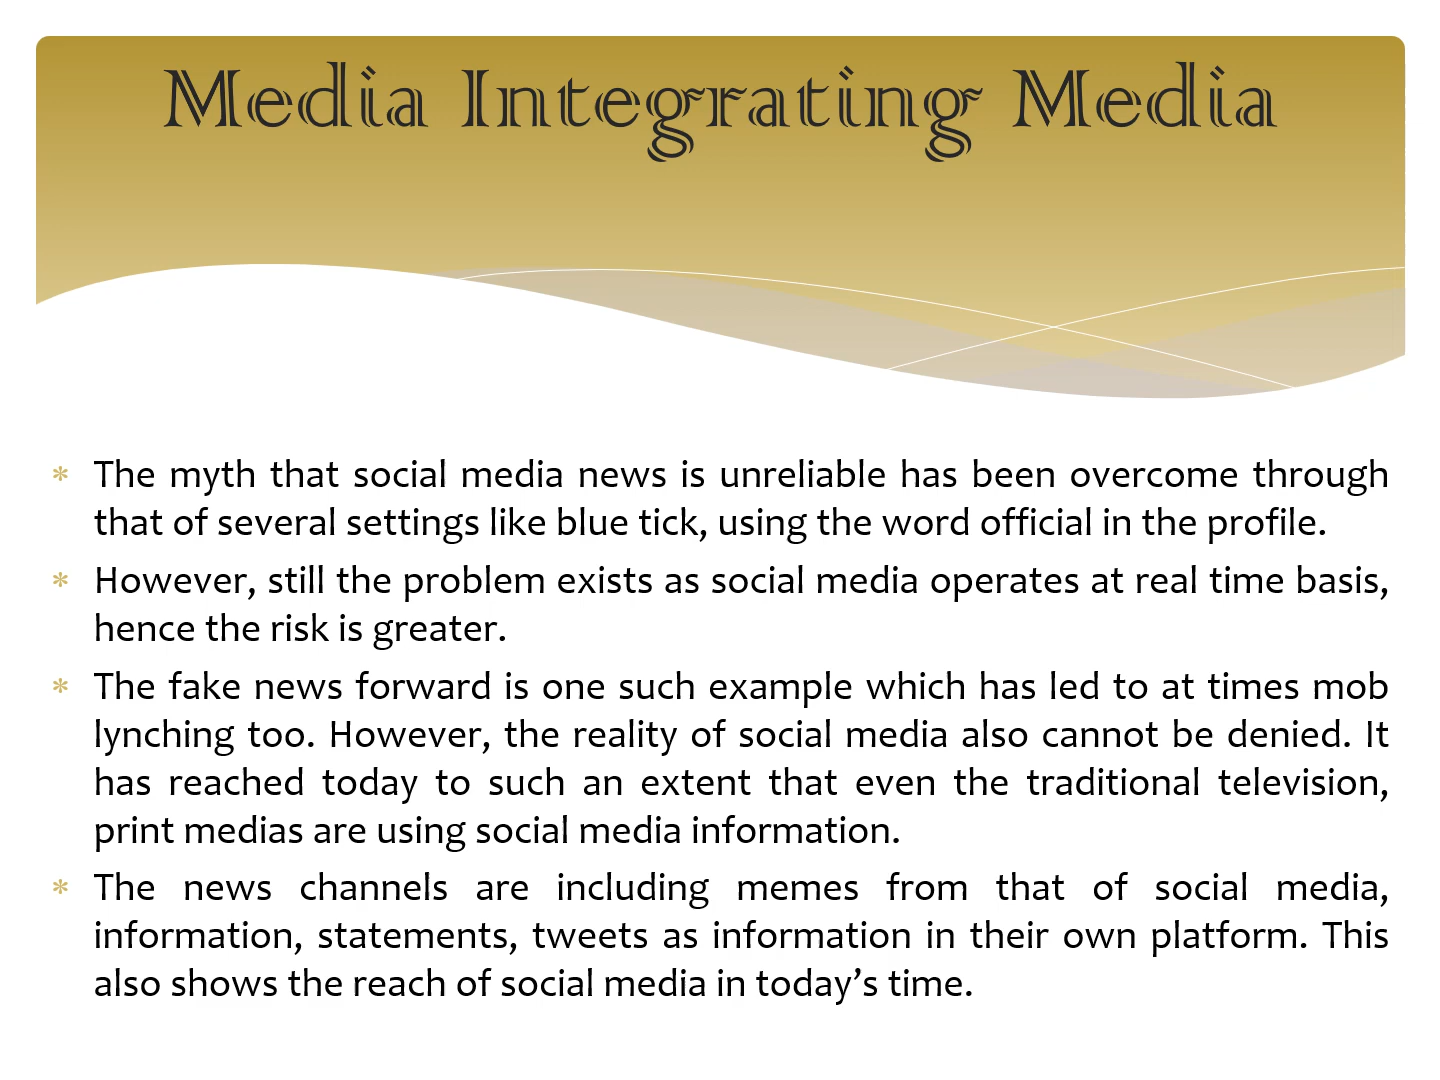 Media Integrating Media
* The myth that social media news is unreliable has been overcome through
that of several settings like blue tick, using the word official in the profile.
* However, still the problem exists as social media operates at real time basis,
hence the risk is greater.
* The fake news forward is one such example which has led to at times mob
lynching too. However, the reality of social media also cannot be denied. It
has reached today to such an extent that even the traditional television,
print medias are using social media information.
* The news channels are including memes from that of social media,
information, statements, tweets as information in their own platform. This
also shows the reach of social media in today’s time.